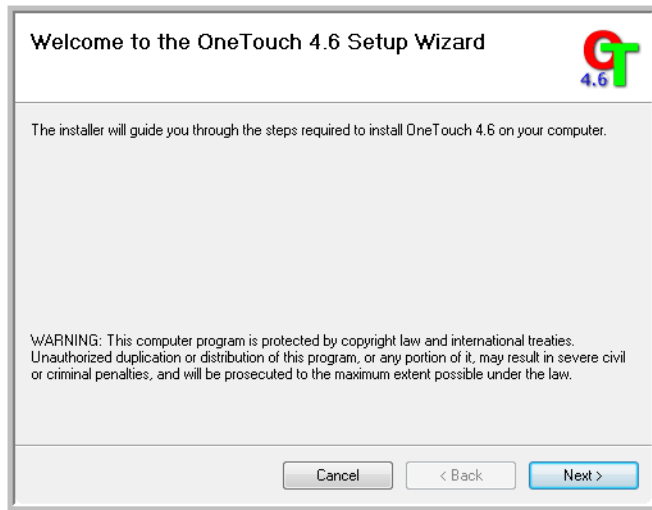 Welcome to the OneTouch 4.6 Setup Wizard
OT
4.6
The installer will guide you through the steps required to install OneTouch 4.6 on your computer.
WARNING: This computer program is protected by copyright law and international treaties.
Unauthorized duplication or distribution of this program, or any portion of it, may result in severe civil
or criminal penalties, and will be prosecuted to the maximum extent possible under the law.
Cancel
< Back
Next >